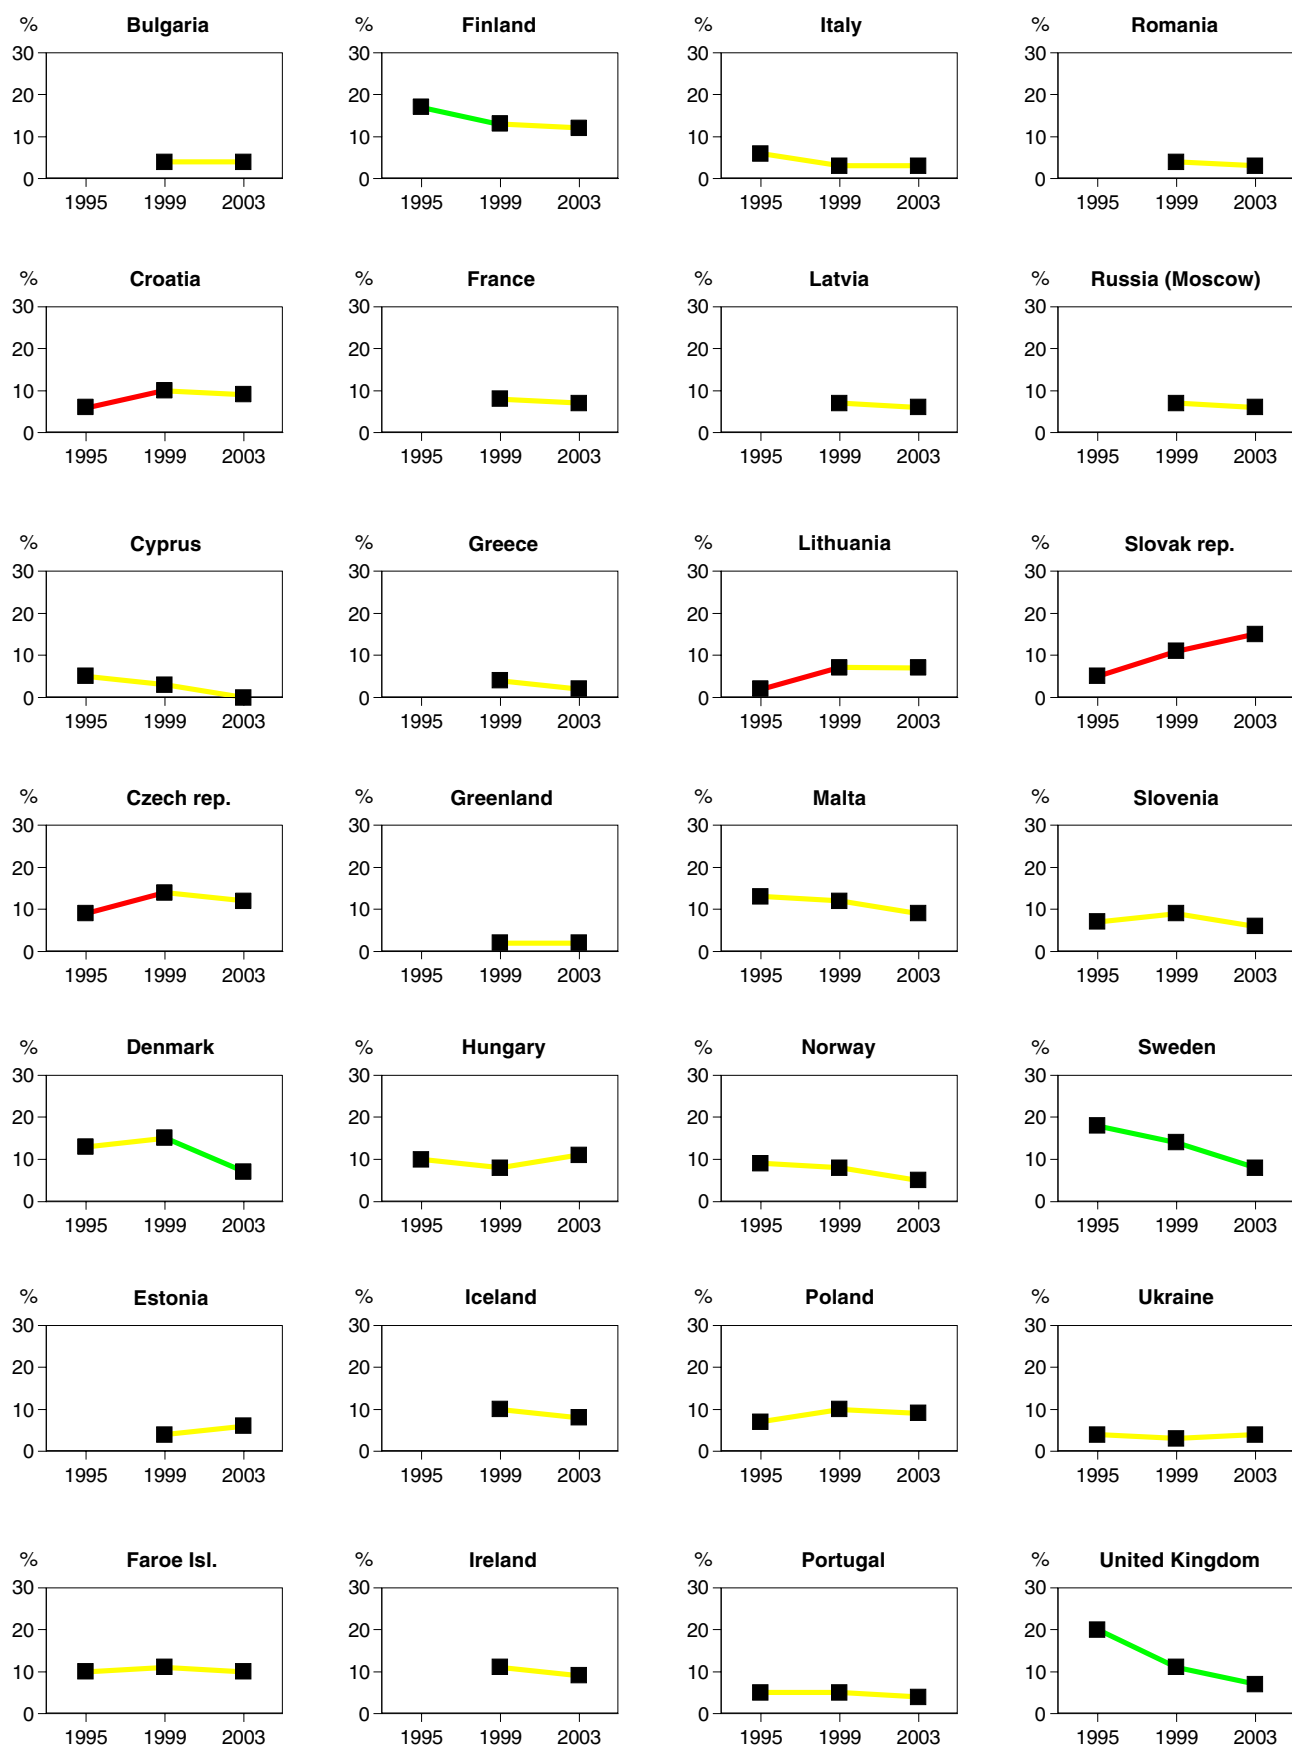 % Bulgaria % Finland % Italy % Romania
30 30 30 30
20 20 20 20
10 10 10 10
0 0 0 0
1995 1999 2003 1995 1999 2003 1995 1999 2003 1995 1999 2003
% Croatia % France % Latvia % Russia (Moscow)
30 30 30 30
20 20 20 20
10 10 10 10
0 0 0 0
1995 1999 2003 1995 1999 2003 1995 1999 2003 1995 1999 2003
% Cyprus % Greece % Lithuania % Slovak rep.
30 30 30 30
20 20 20 20
10 10 10 10
0 0 0 0
1995 1999 2003 1995 1999 2003 1995 1999 2003 1995 1999 2003
% Czech rep. % Greenland % Malta % Slovenia
30 30 30 30
20 20 20 20
10 10 10 10
0 0 0 0
1995 1999 2003 1995 1999 2003 1995 1999 2003 1995 1999 2003
% Denmark % Hungary % Norway % Sweden
30 30 30 30
20 20 20 20
10 10 10 10
0 0 0 0
1995 1999 2003 1995 1999 2003 1995 1999 2003 1995 1999 2003
% Estonia % Iceland % Poland % Ukraine
30 30 30 30
20 20 20 20
10 10 10 10
0 0 0 0
1995 1999 2003 1995 1999 2003 1995 1999 2003 1995 1999 2003
% Faroe Isl. % Ireland % Portugal % United Kingdom
30 30 30 30
20 20 20 20
10 10 10 10
0 0 0 0
1995 1999 2003 1995 1999 2003 1995 1999 2003 1995 1999 2003